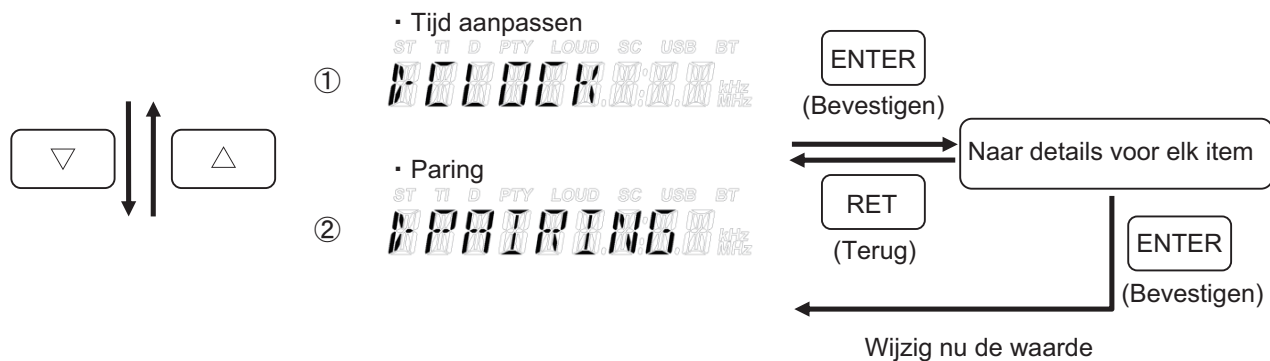 · Tijd aanpassen
ST TI D PTY LOUD SC USB BT
①
CLOCK
kHz
MHz
▽
△
· Paring
ST TI D PTY LOUD SC USB BT
②
PAIRING
kHz
MHz
ENTER
(Bevestigen)
Naar details voor elk item
RET
(Terug)
ENTER
(Bevestigen)
Wijzig nu de waarde